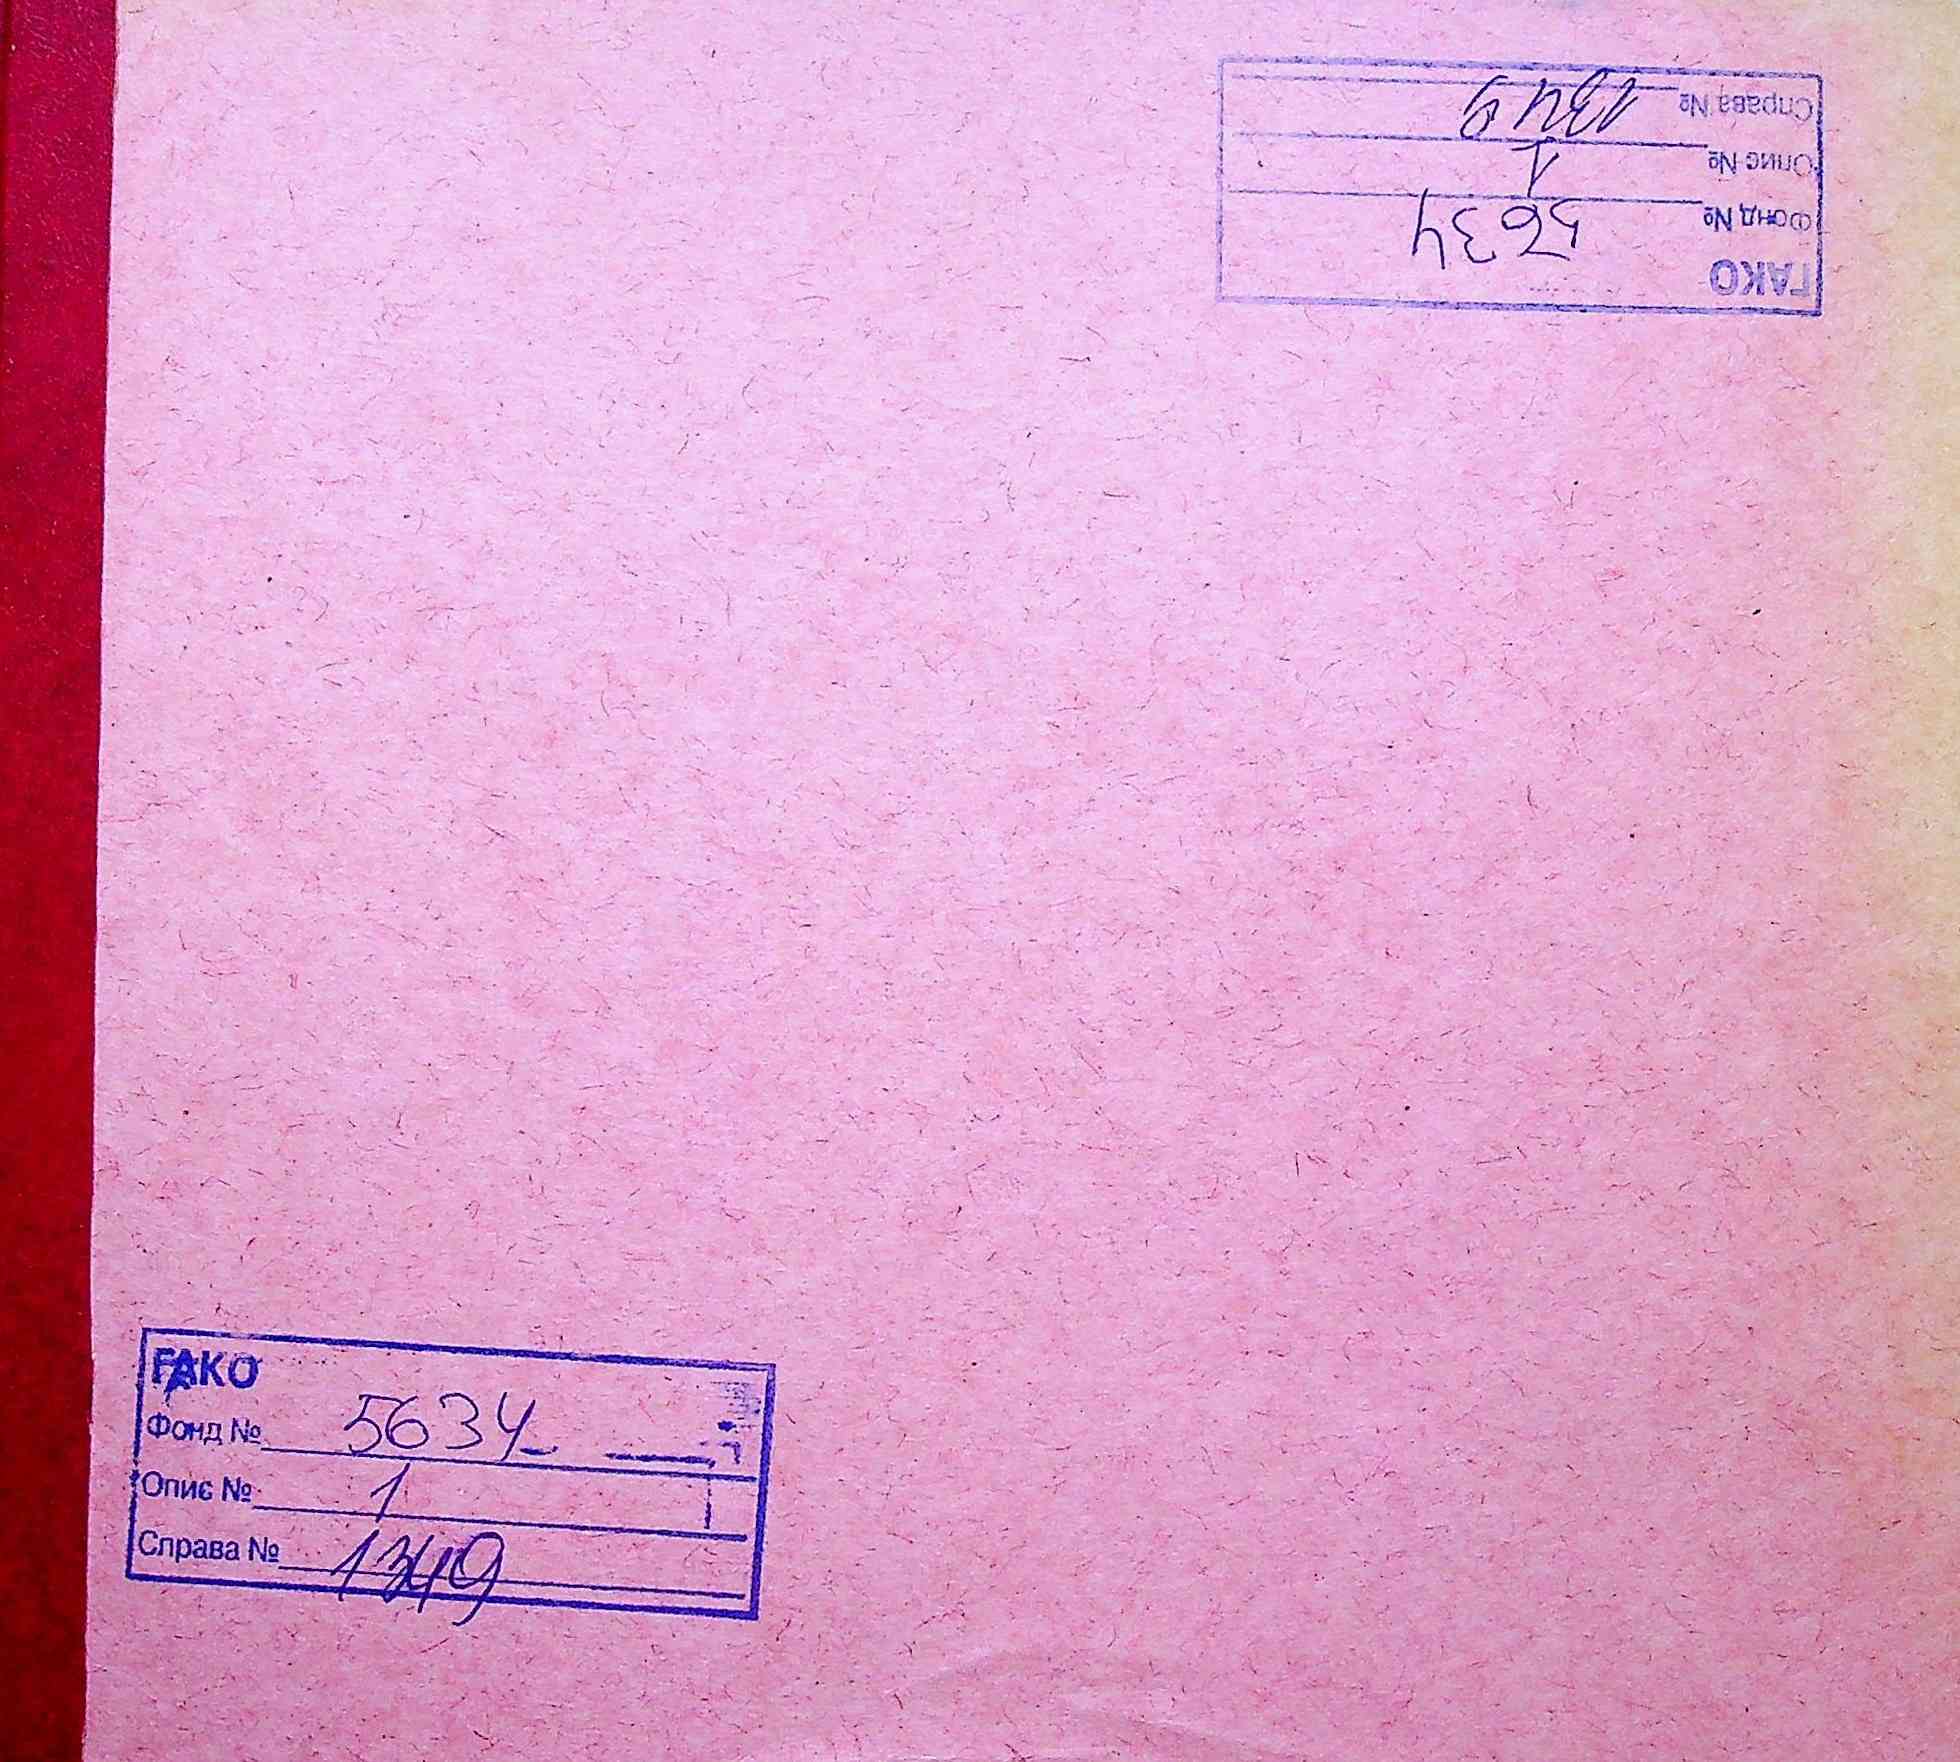 Справа № 1349
Опис № 1
Фонд № 5634
ГАКО
ГАКО
Фонд № 5634
Опис № 1
Справа № 1349